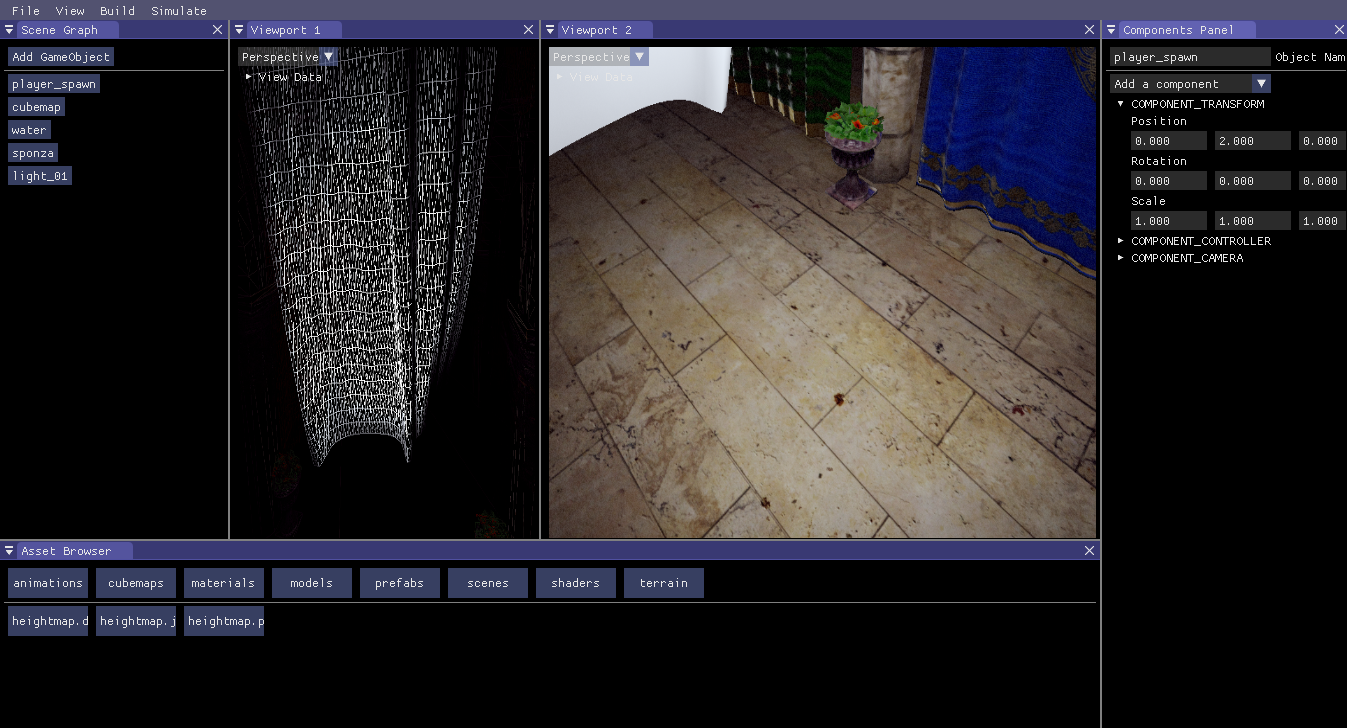 File View Build Simulate
Scene Graph
Add GameObject
player_spawn
cubemap
water
sponza
light_01
Viewport 1
Perspective
View Data
Viewport 2
Perspective
View Data
Components Panel
player_spawn Object Nam
Add a component
COMPONENT_TRANSFORM
Position
0.000 2.000 0.000
Rotation
0.000 0.000 0.000
Scale
1.000 1.000 1.000
COMPONENT_CONTROLLER
COMPONENT_CAMERA
Asset Browser
animations cubemaps materials models prefabs scenes shaders terrain
heightmap.d heightmap.j heightmap.p